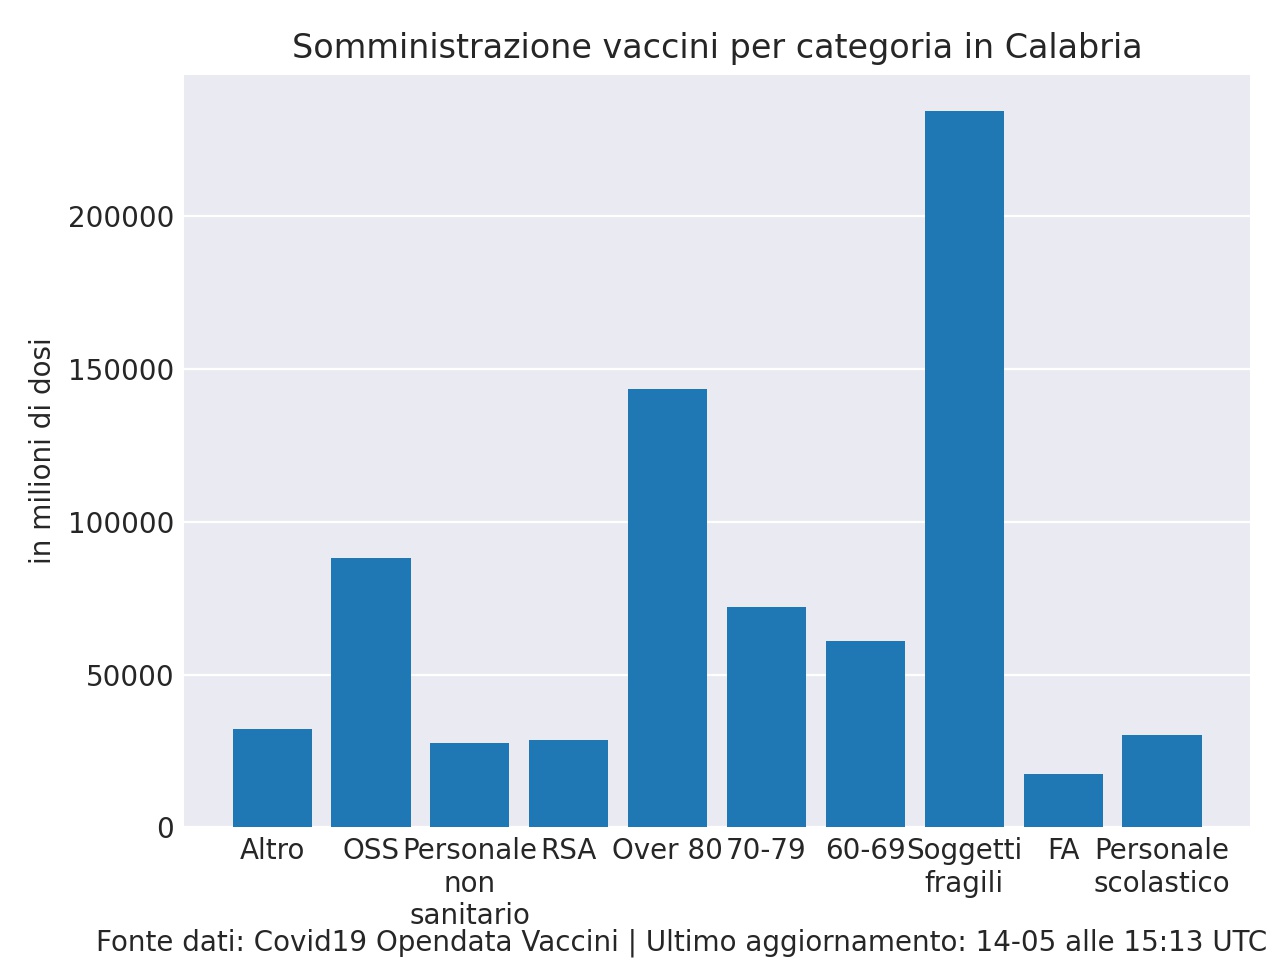 Somministrazione vaccini per categoria in Calabria
in milioni di dosi
200000
150000
100000
50000
0
Altro
OSS
Personale
non
sanitario
RSA
Over 80
70-79
60-69
Soggetti
fragili
FA
Personale
scolastico
Fonte dati: Covid19 Opendata Vaccini | Ultimo aggiornamento: 14-05 alle 15:13 UTC